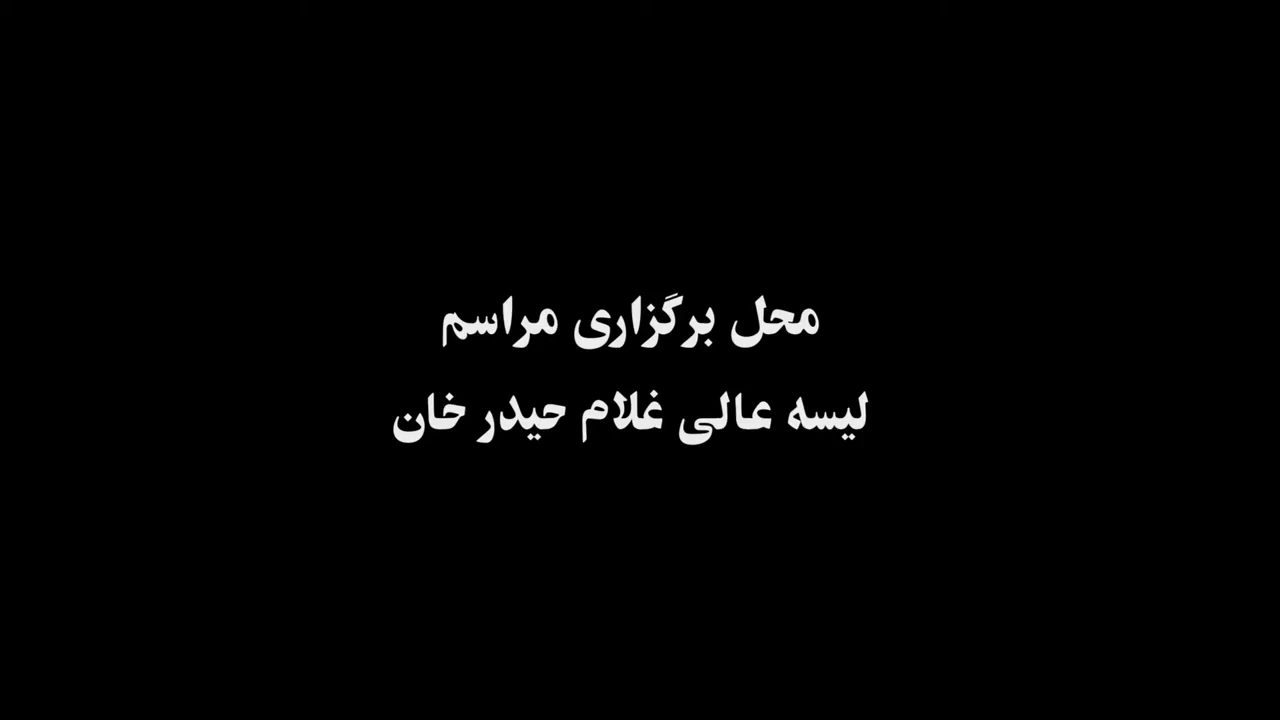 محل برگزاری مراسم
لیسه عالی غلام حیدر خان